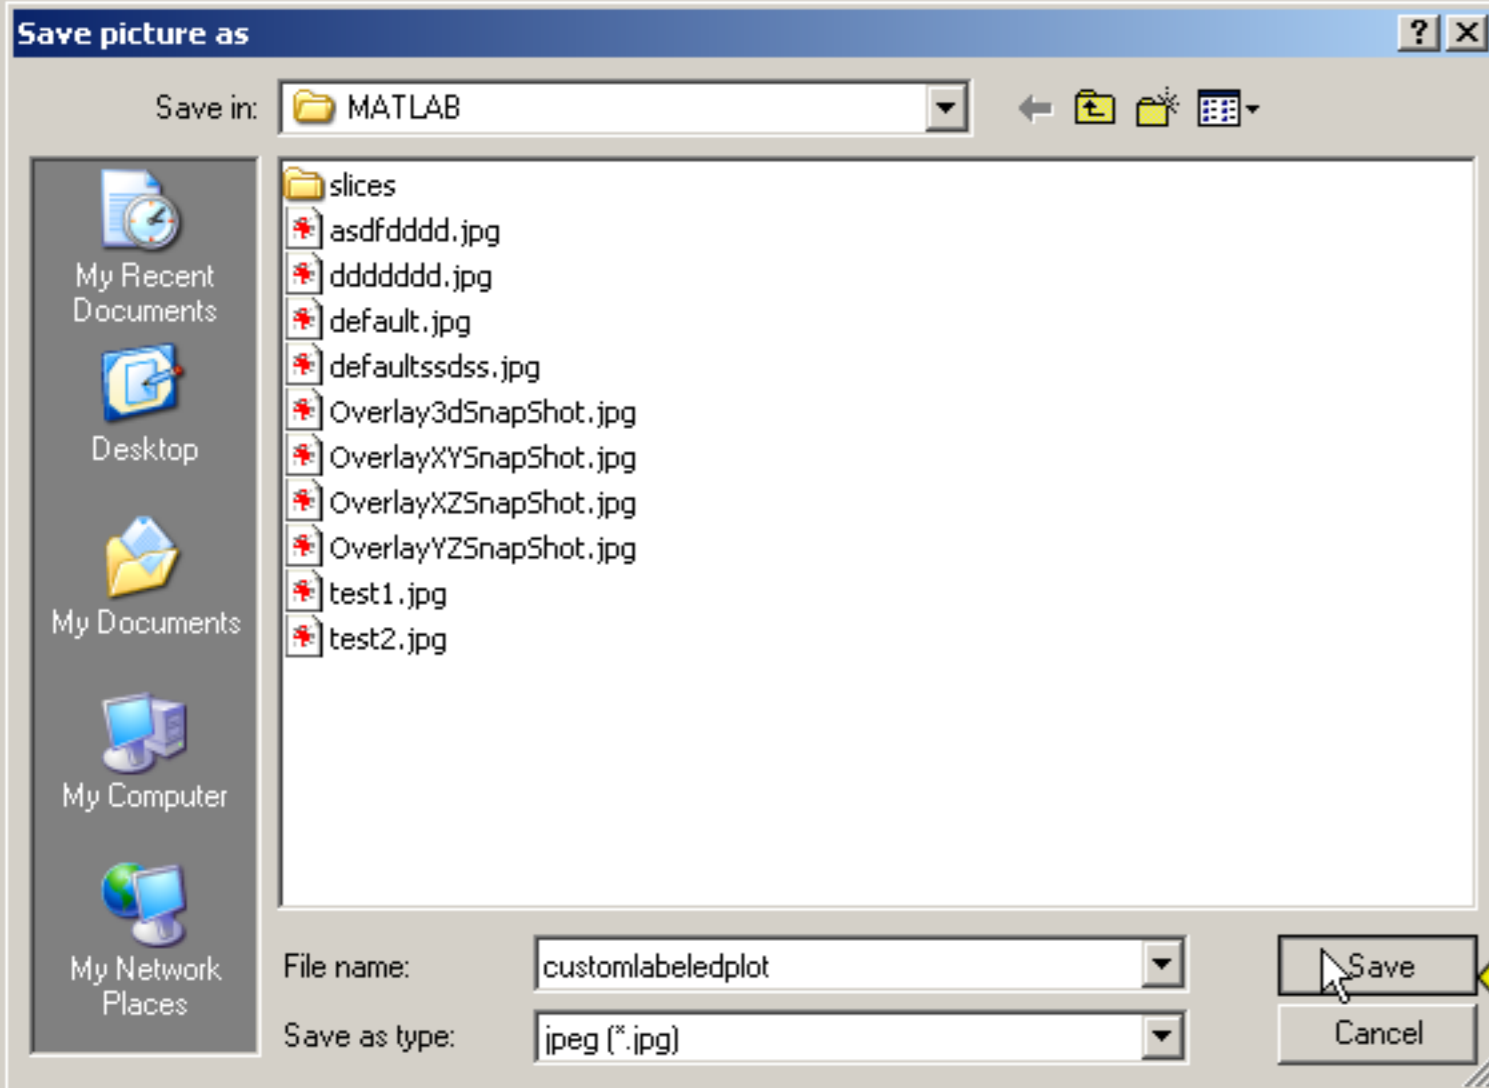 Save picture as
Save in:
MATLAB
My Recent
Documents
Desktop
My Documents
My Computer
My Network
Places
slices
asdfdddd.jpg
ddddddd.jpg
default.jpg
defaultssdss.jpg
Overlay3dSnapShot.jpg
OverlayXYSnapShot.jpg
OverlayXZSnapShot.jpg
OverlayYZSnapShot.jpg
test1.jpg
test2.jpg
File name:
customlabeledplot
Save
Save as type:
jpeg (*.jpg)
Cancel